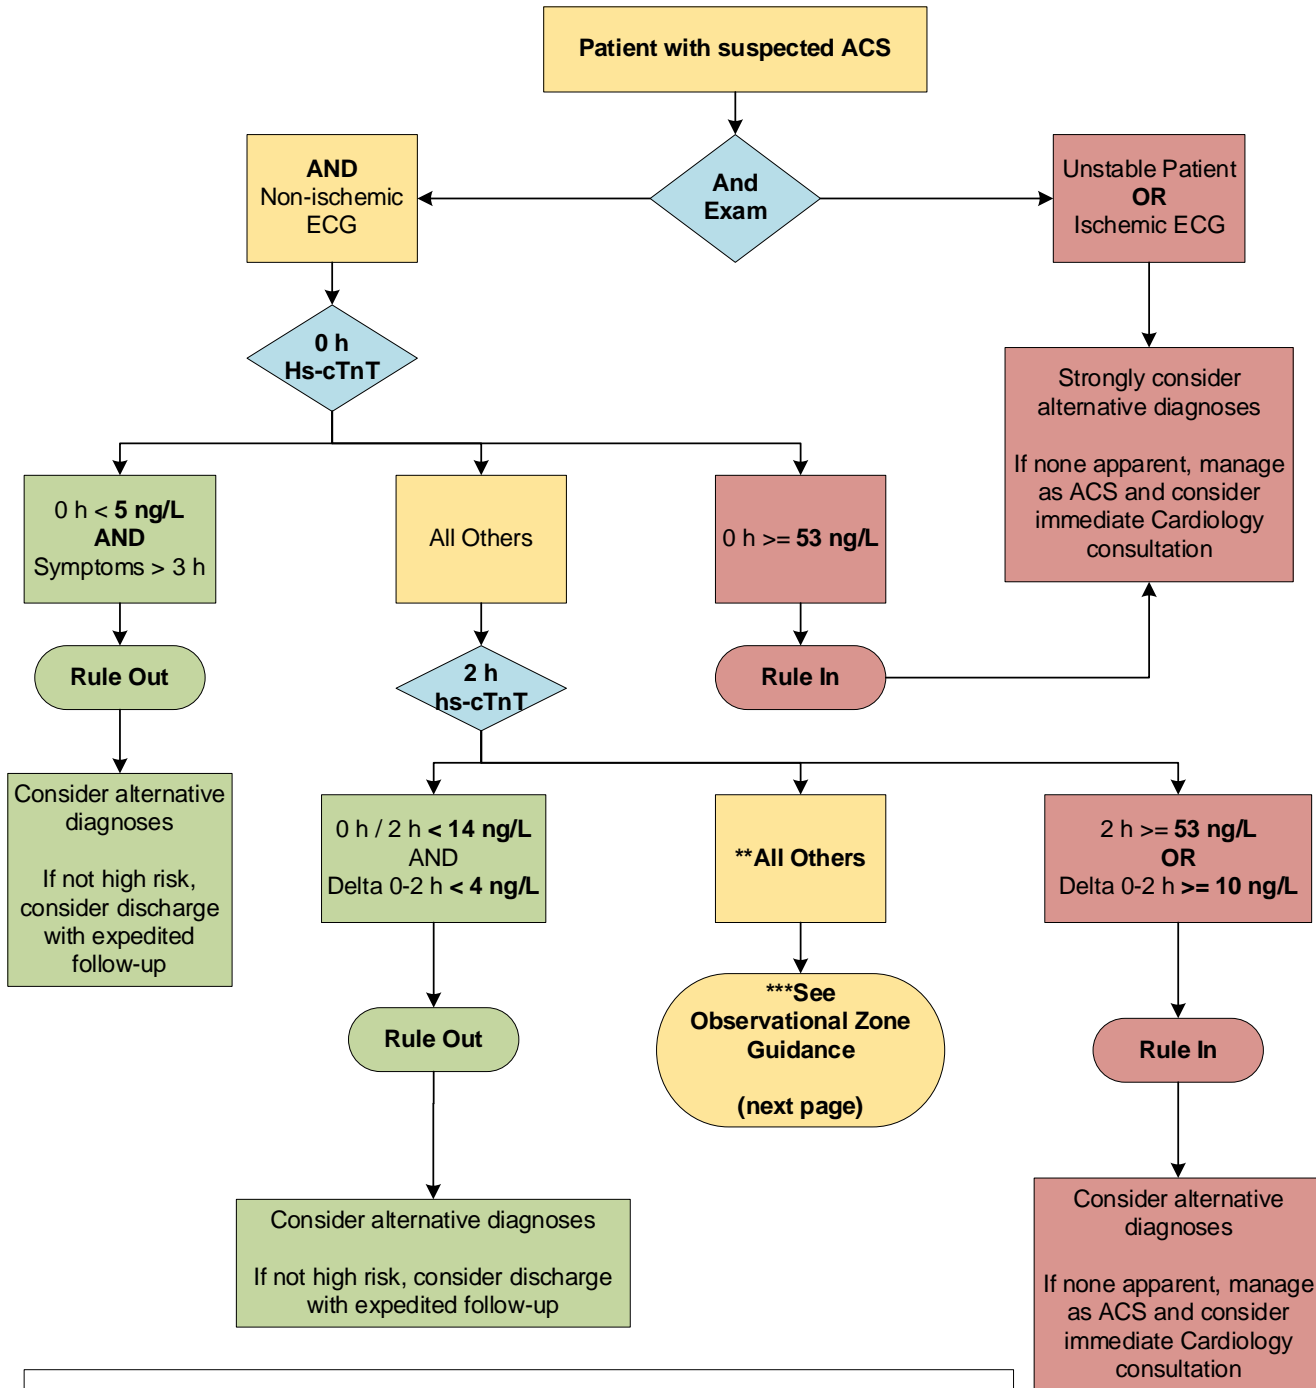 Patient with suspected ACS
And
Exam
AND
Non-ischemic
ECG
Unstable Patient
OR
Ischemic ECG
0 h
Hs-cTnT
Strongly consider
alternative diagnoses
If none apparent, manage
as ACS and consider
immediate Cardiology
consultation
0 h < 5 ng/L
AND
Symptoms > 3 h
All Others
0 h >= 53 ng/L
Rule Out
2 h
hs-cTnT
Rule In
Consider alternative
diagnoses
If not high risk,
consider discharge
with expedited
follow-up
0 h / 2 h < 14 ng/L
AND
Delta 0-2 h < 4 ng/L
**All Others
2 h >= 53 ng/L
OR
Delta 0-2 h >= 10 ng/L
Rule Out
***See
Observational Zone
Guidance
(next page)
Rule In
Consider alternative diagnoses
If not high risk, consider discharge
with expedited follow-up
Consider alternative
diagnoses
If none apparent, manage
as ACS and consider
immediate Cardiology
consultation